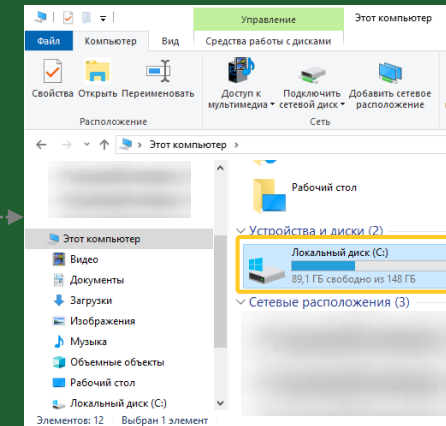 Управление
Этот компьютер
Файл Компьютер Вид Средства работы с дисками
Свойства Открыть Переименовать
Доступ к мультимедиа
Подключить сетевой диск
Добавить сетевое расположение
Расположение
Сеть
Этот компьютер
Рабочий стол
Устройства и диски (2)
Этот компьютер
Локальный диск (C:)
Видео
Документы
89,1 ГБ свободно из 148 ГБ
Загрузки
Сетевые расположения (3)
Изображения
Музыка
Объемные объекты
Рабочий стол
Локальный диск (C:)
Элементов: 12 Выбран 1 элемент